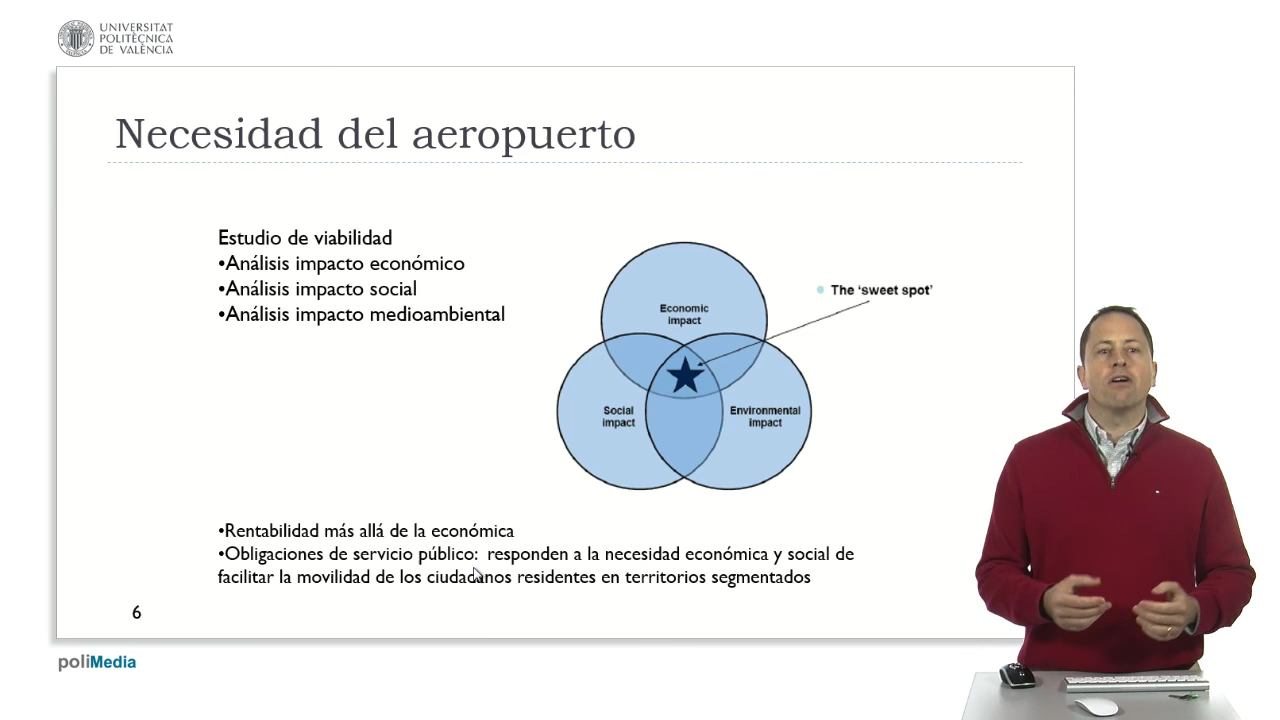 UNIVERSITAT
POLITÈCNICA
DE VALÈNCIA
Necesidad del aeropuerto
Estudio de viabilidad
•Análisis impacto económico
•Análisis impacto social
•Análisis impacto medioambiental
The ‘sweet spot’
Economic
impact
Social
impact
Environmental
impact
•Rentabilidad más allá de la económica
•Obligaciones de servicio público:  responden a la necesidad económica y social de
facilitar la movilidad de los ciudadanos residentes en territorios segmentados
6
poliMedia